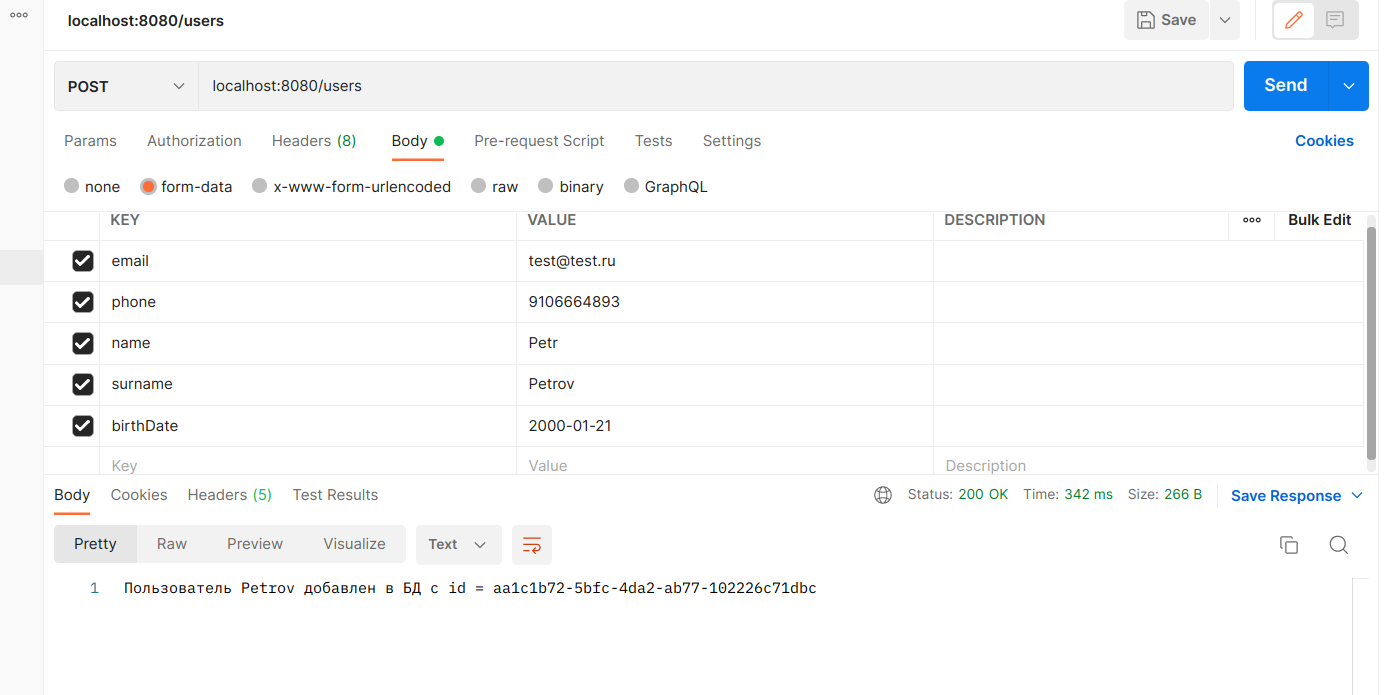 localhost:8080/users Save
POST localhost:8080/users Send
Params Authorization Headers (8) Body Pre-request Script Tests Settings Cookies
none form-data x-www-form-urlencoded raw binary GraphQL
KEY VALUE DESCRIPTION Bulk Edit
email test@test.ru
phone 9106664893
name Petr
surname Petrov
birthDate 2000-01-21
Key Value Description
Body Cookies Headers (5) Test Results Status: 200 OK Time: 342 ms Size: 266 B Save Response
Pretty Raw Preview Visualize Text
1 Пользователь Petrov добавлен в БД с id = aa1c1b72-5bfc-4da2-ab77-102226c71dbc